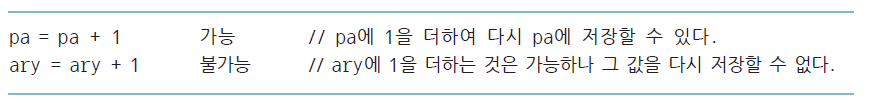 pa = pa + 1 가능 // pa에 1을 더하여 다시 pa에 저장할 수 있다.
ary = ary + 1 불가능 // ary에 1을 더하는 것은 가능하나 그 값을 다시 저장할 수 없다.